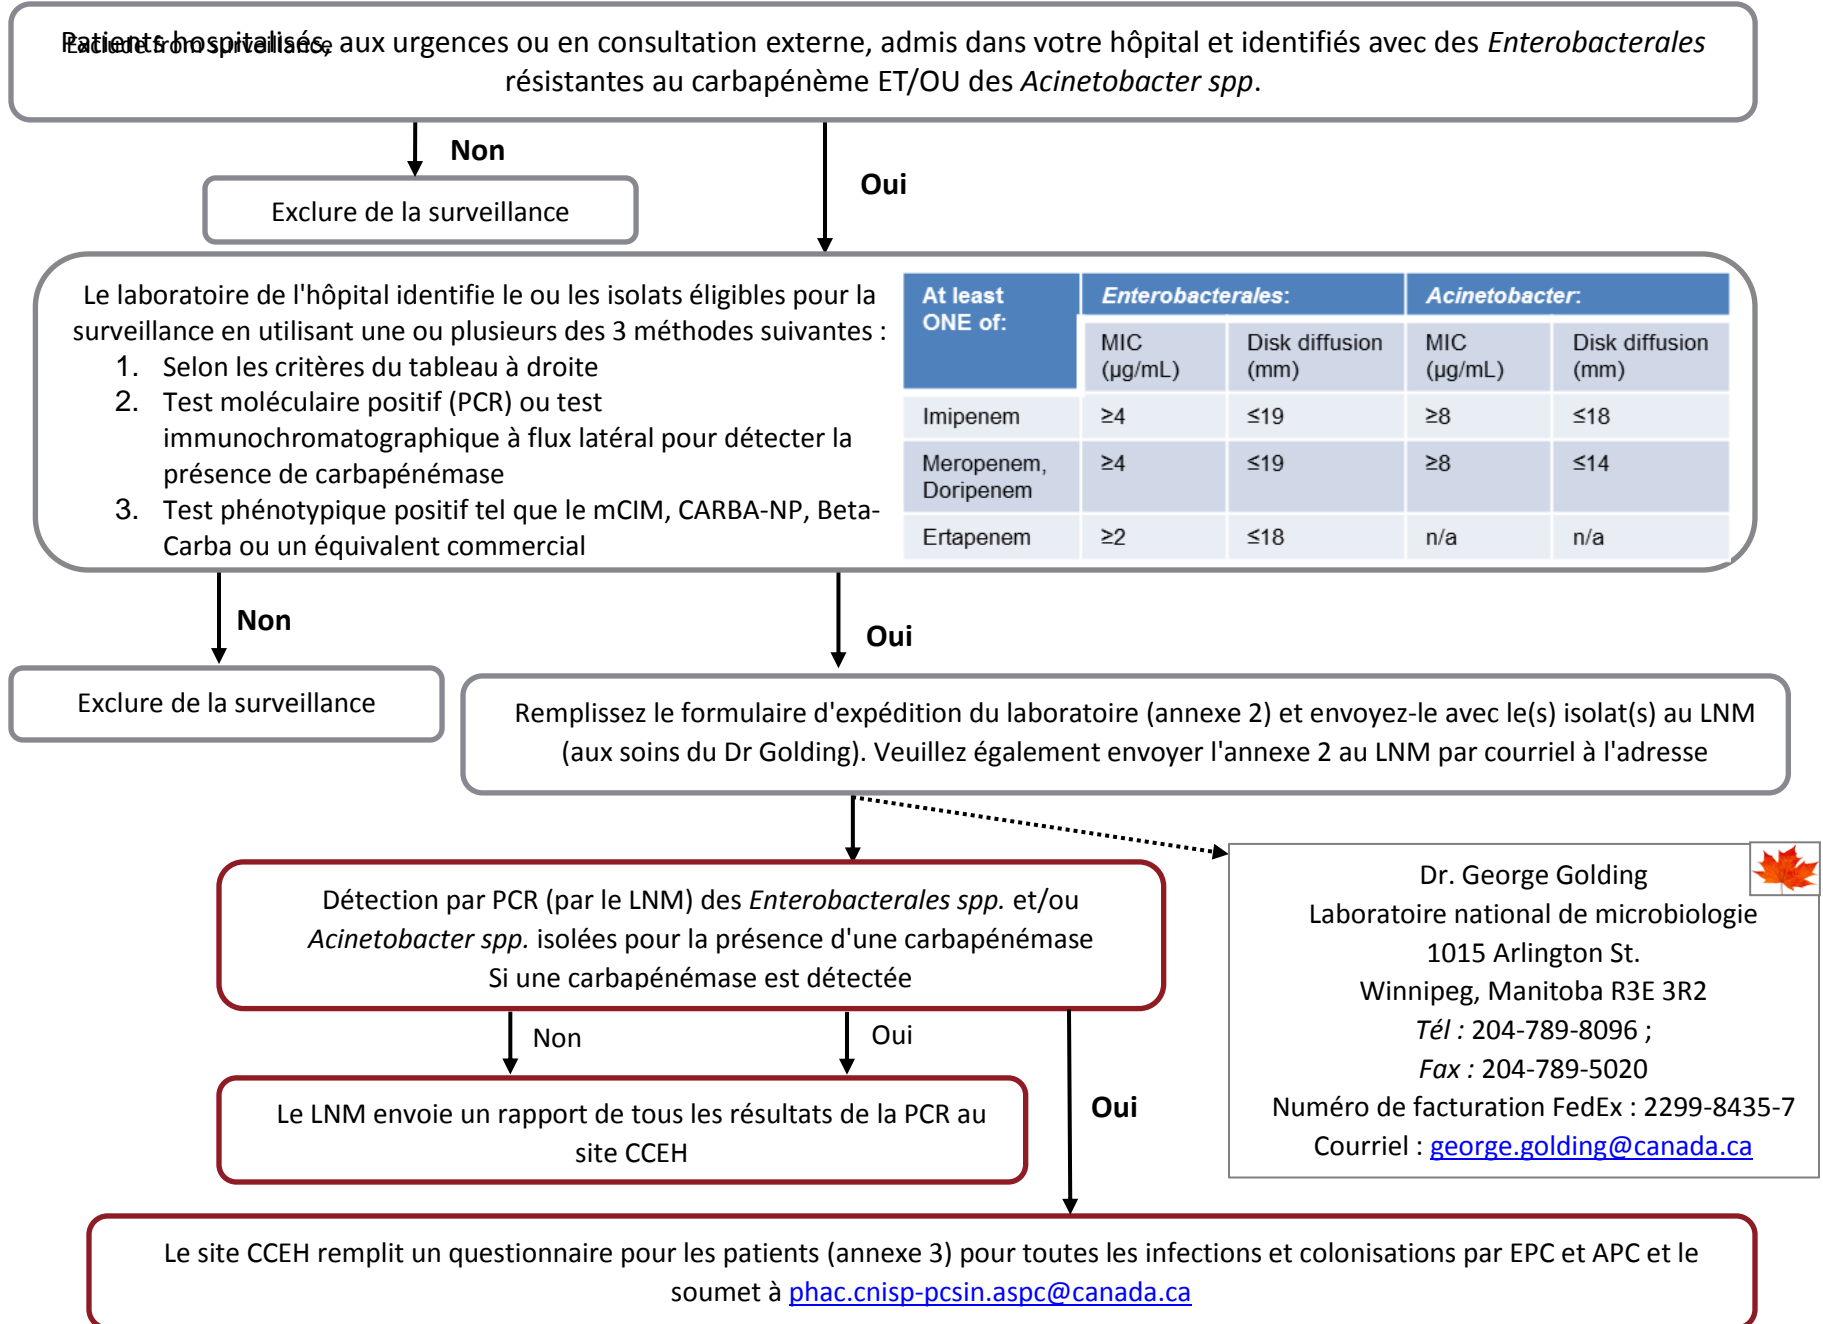 Patients hospitalisés, aux urgences ou en consultation externe, admis dans votre hôpital et identifiés avec des Enterobacterales
Exclude from surveillance
résistantes au carbapénème ET/OU des Acinetobacter spp.
Non
Oui
Exclure de la surveillance
Le laboratoire de l'hôpital identifie le ou les isolats éligibles pour la
surveillance en utilisant une ou plusieurs des 3 méthodes suivantes :
1. Selon les critères du tableau à droite
2. Test moléculaire positif (PCR) ou test
immunochromatographique à flux latéral pour détecter la
présence de carbapénémase
3. Test phénotypique positif tel que le mCIM, CARBA-NP, Beta-
Carba ou un équivalent commercial
At least Enterobacterales: Acinetobacter:
ONE of:
MIC Disk diffusion MIC Disk diffusion
(µg/mL) (mm) (µg/mL) (mm)
Imipenem ≥4 ≤19 ≥8 ≤18
Meropenem, ≥4 ≤19 ≥8 ≤14
Doripenem
Ertapenem ≥2 ≤18 n/a n/a
Non
Oui
Exclure de la surveillance
Remplissez le formulaire d'expédition du laboratoire (annexe 2) et envoyez-le avec le(s) isolat(s) au LNM
(aux soins du Dr Golding). Veuillez également envoyer l'annexe 2 au LNM par courriel à l'adresse
Détection par PCR (par le LNM) des Enterobacterales spp. et/ou
Acinetobacter spp. isolées pour la présence d'une carbapénémase
Si une carbapénémase est détectée
Dr. George Golding
Laboratoire national de microbiologie
1015 Arlington St.
Winnipeg, Manitoba R3E 3R2
Tél : 204-789-8096 ;
Fax : 204-789-5020
Numéro de facturation FedEx : 2299-8435-7
Courriel : george.golding@canada.ca
Non
Oui
Le LNM envoie un rapport de tous les résultats de la PCR au
site CCEH
Oui
Le site CCEH remplit un questionnaire pour les patients (annexe 3) pour toutes les infections et colonisations par EPC et APC et le
soumet à phac.cnisp-pcsin.aspc@canada.ca